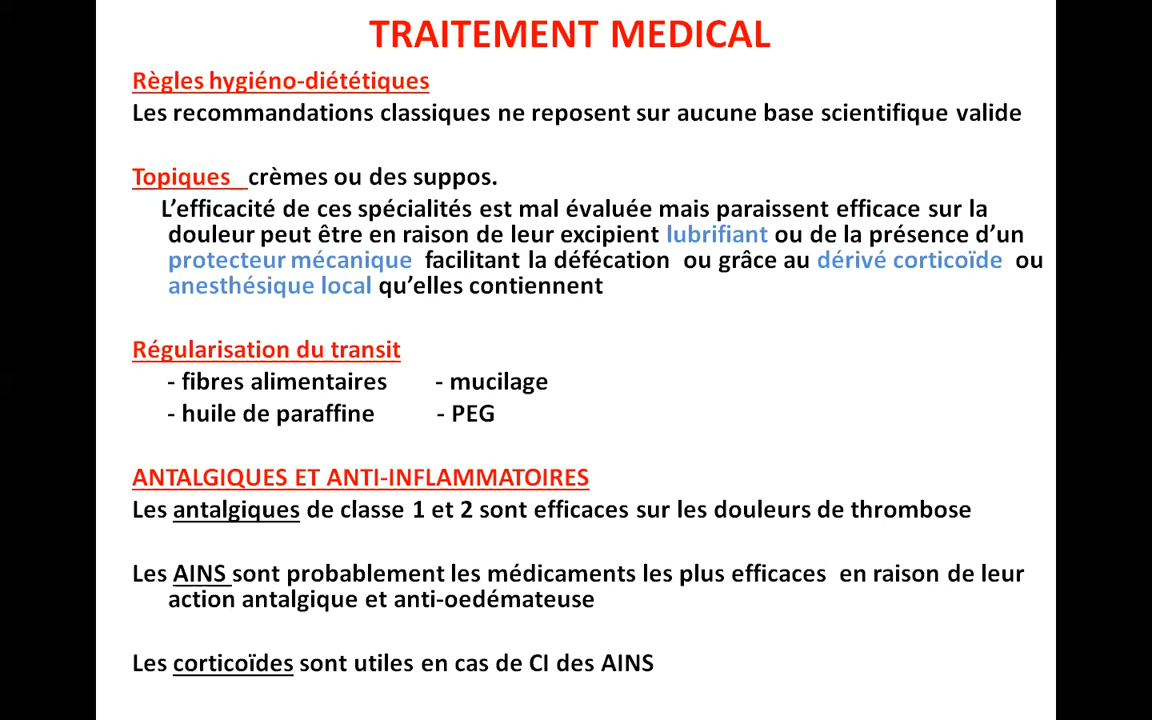 TRAITEMENT MEDICAL
Règles hygiéno-diététiques
Les recommandations classiques ne reposent sur aucune base scientifique valide
Topiques crèmes ou des suppos.
L’efficacité de ces spécialités est mal évaluée mais paraissent efficace sur la
douleur peut être en raison de leur excipient lubrifiant ou de la présence d’un
protecteur mécanique facilitant la défécation ou grâce au dérivé corticoïde ou
anesthésique local qu’elles contiennent
Régularisation du transit
- fibres alimentaires - mucilage
- huile de paraffine - PEG
ANTALGIQUES ET ANTI-INFLAMMATOIRES
Les antalgiques de classe 1 et 2 sont efficaces sur les douleurs de thrombose
Les AINS sont probablement les médicaments les plus efficaces en raison de leur
action antalgique et anti-oedémateuse
Les corticoïdes sont utiles en cas de CI des AINS